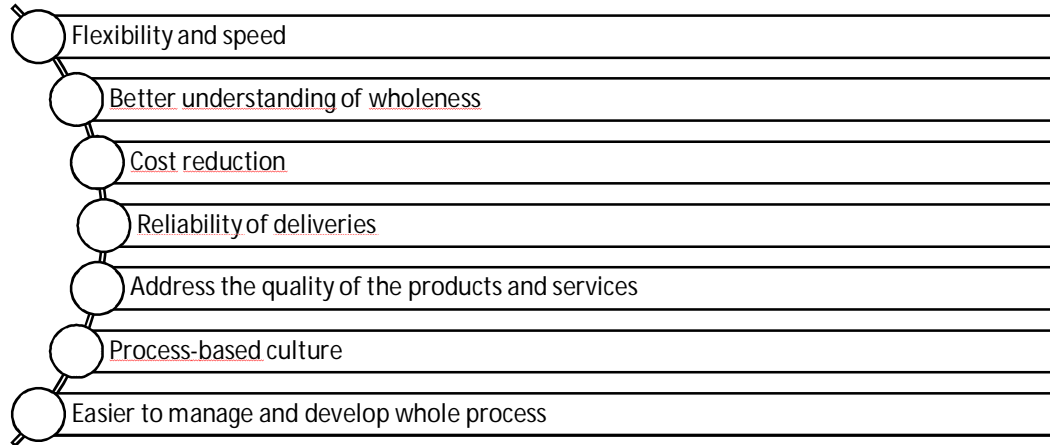 Flexibility and speed
Better understanding of wholeness
Cost reduction
Reliability of deliveries
Address the quality of the products and services
Process-based culture
Easier to manage and develop whole process